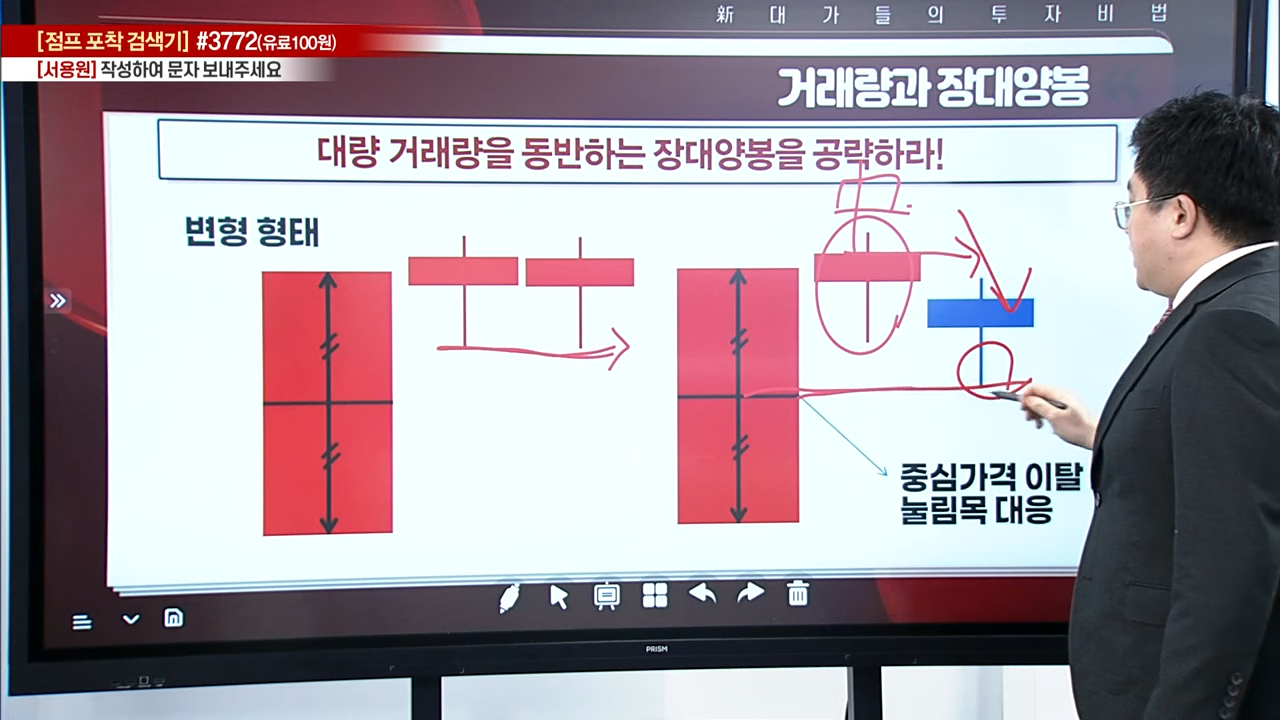 新 대 가 들 의 투 자 비 법
[점프 포착 검색기] #3772(유료100원)
[서용원] 작성하여 문자 보내주세요
거래량과 장대양봉
대량 거래량을 동반하는 장대양봉을 공략하라!
변형 형태
중심가격 이탈
눌림목 대응
PRISM